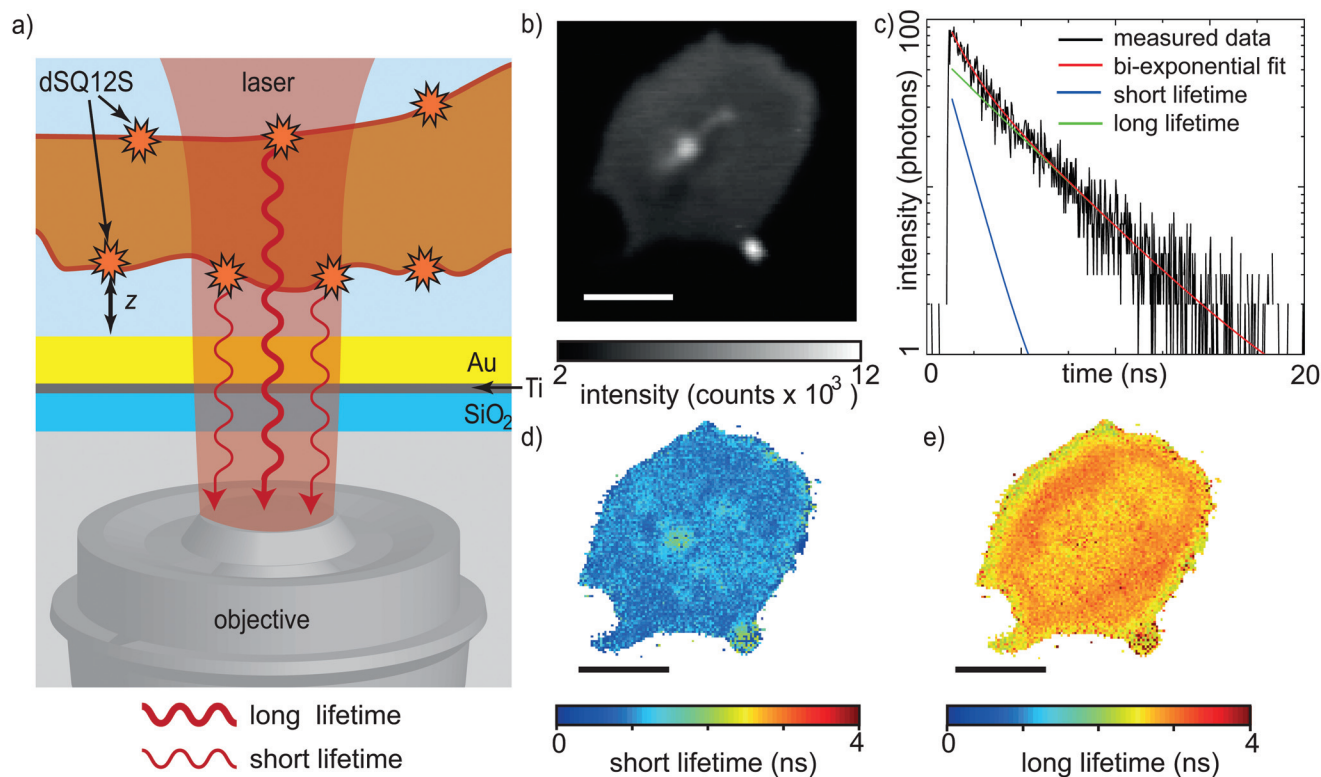 a)
dSQ12S
laser
z
Au
Ti
SiO2
objective
long lifetime
short lifetime
b)
2
12
intensity (counts x 10^3 )
c)
100
1
intensity (photons)
measured data
bi-exponential fit
short lifetime
long lifetime
0
time (ns)
20
d)
0
4
short lifetime (ns)
e)
0
4
long lifetime (ns)